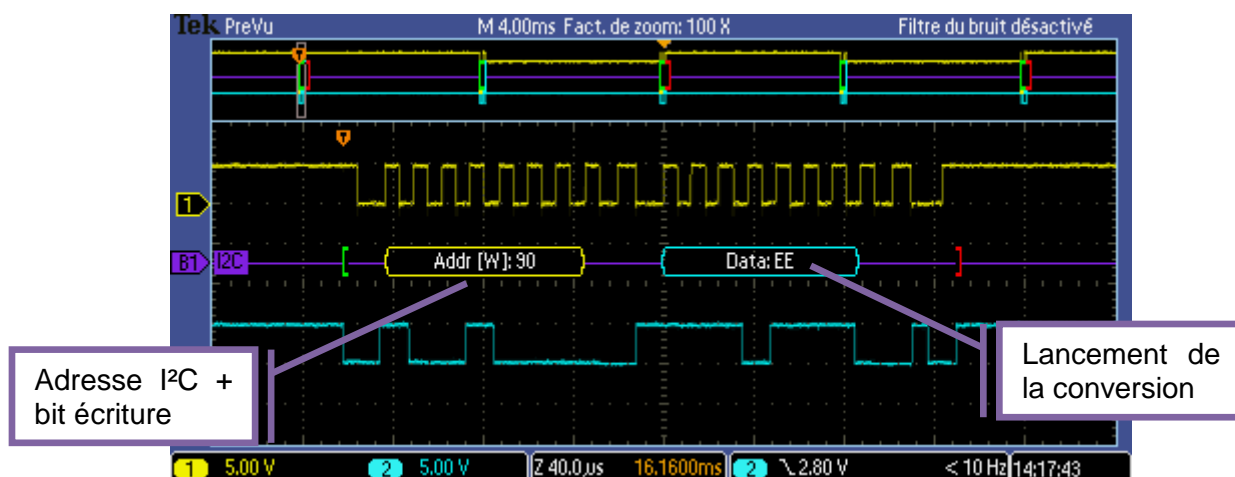 Tek PreVu M 4.00ms Fact. de zoom: 100 X Filtre du bruit désactivé
T
T
1
B1 I2C Addr [W]: 90 Data: EE
Adresse I²C +
bit écriture
Lancement de
la conversion
1 5.00 V 2 5.00 V Z 40.0µs 16.1600ms 2 2.80 V < 10 Hz 14:17:43